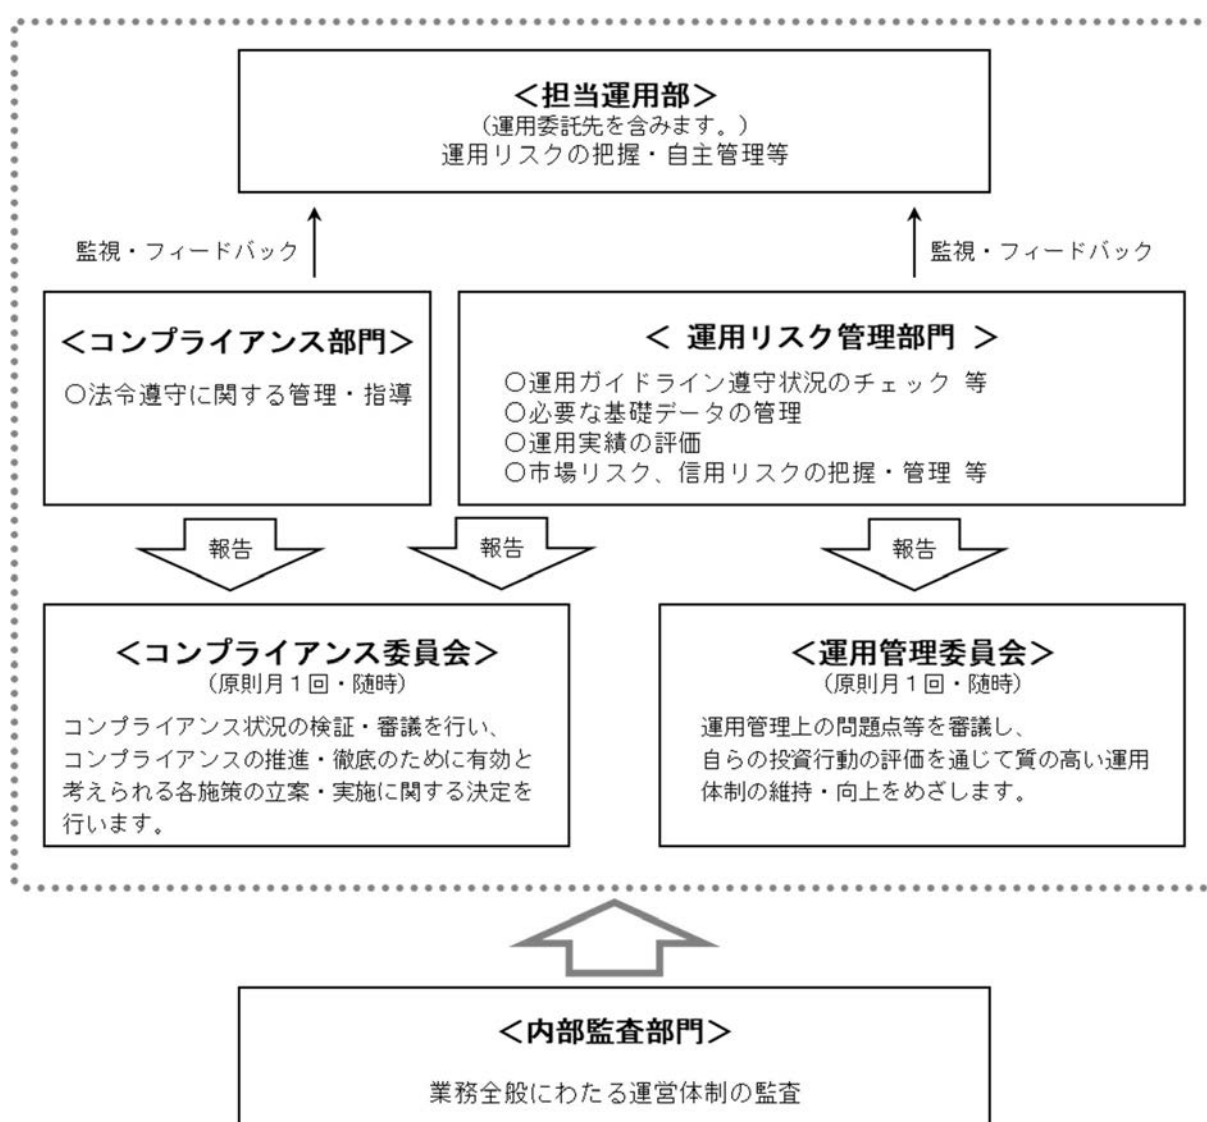 ＜担当運用部＞
（運用委託先を含みます。）
運用リスクの把握・自主管理等
監視・フィードバック
監視・フィードバック
＜コンプライアンス部門＞
○法令遵守に関する管理・指導
＜ 運用リスク管理部門 ＞
○運用ガイドライン遵守状況のチェック 等
○必要な基礎データの管理
○運用実績の評価
○市場リスク、信用リスクの把握・管理 等
報告
報告
報告
＜コンプライアンス委員会＞
（原則月１回・随時）
コンプライアンス状況の検証・審議を行い、
コンプライアンスの推進・徹底のために有効と
考えられる各施策の立案・実施に関する決定を
行います。
＜運用管理委員会＞
（原則月１回・随時）
運用管理上の問題点等を審議し、
自らの投資行動の評価を通じて質の高い運用
体制の維持・向上をめざします。
＜内部監査部門＞
業務全般にわたる運営体制の監査